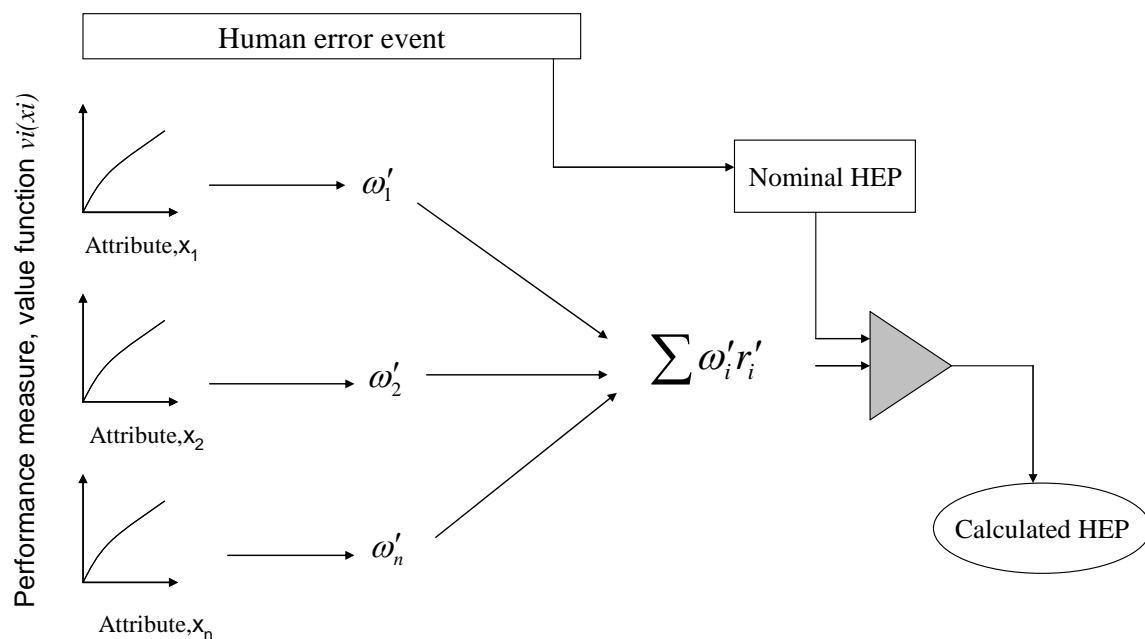 Human error event
Performance measure, value function vi(xi)
Nominal HEP
ω′₁
Attribute,x₁
∑ ω′ᵢr′ᵢ
ω′₂
Attribute,x₂
Calculated HEP
ω′ₙ
Attribute,xₙ